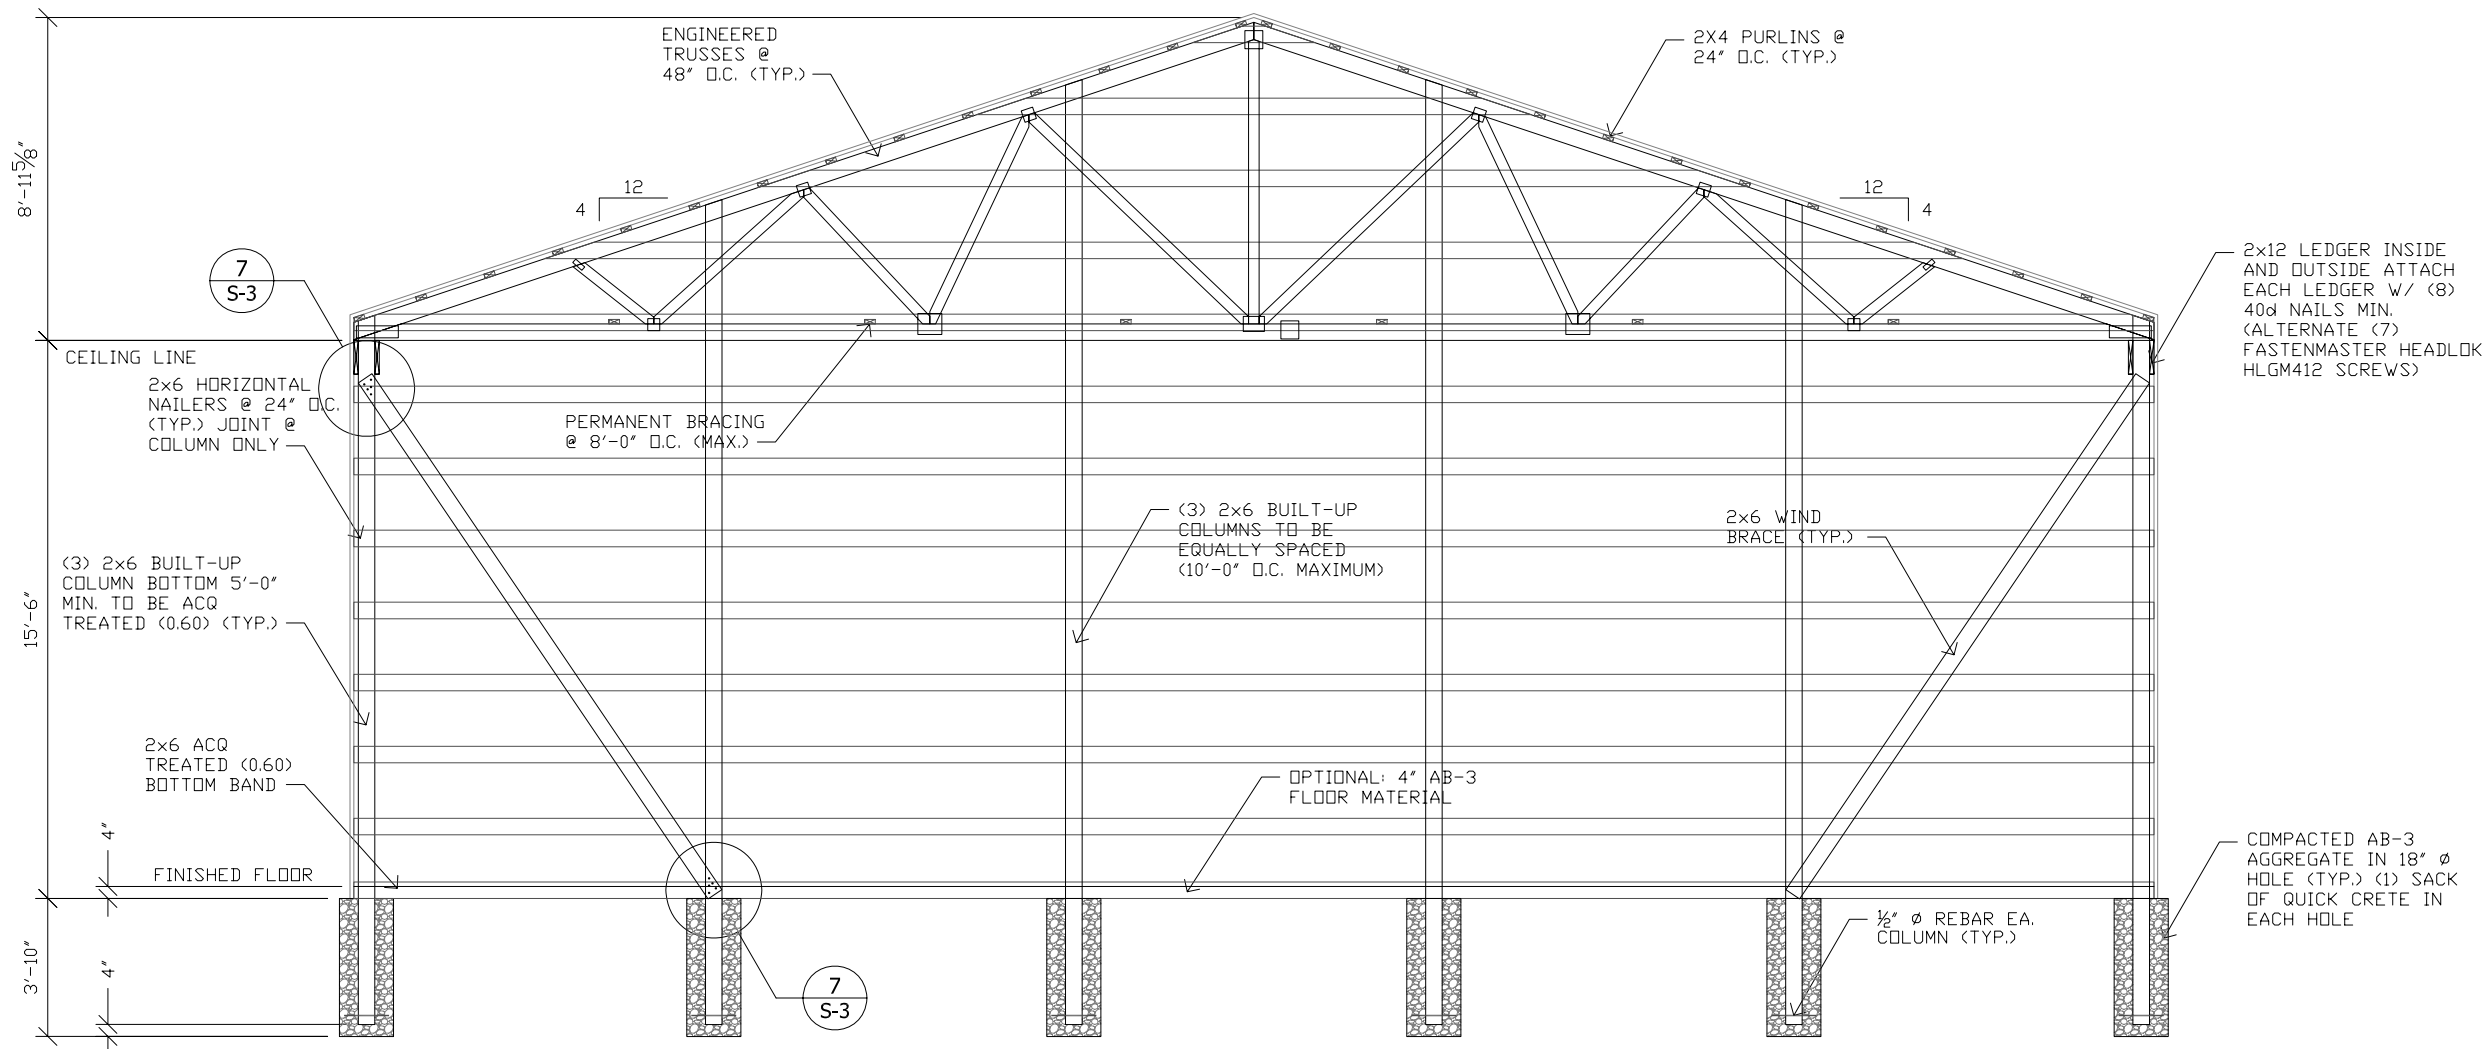 ENGINEERED
TRUSSES @
48" O.C. (TYP.)
2X4 PURLINS @
24" O.C. (TYP.)
8'-11 5/8"
12
4
12
4
7
S-3
2x12 LEDGER INSIDE
AND OUTSIDE ATTACH
EACH LEDGER W/ (8)
40d NAILS MIN.
(ALTERNATE (7)
FASTENMASTER HEADLOK
HLGM412 SCREWS)
CEILING LINE
2x6 HORIZONTAL
NAILERS @ 24" O.C.
(TYP.) JOINT @
COLUMN ONLY
PERMANENT BRACING
@ 8'-0" O.C. (MAX.)
(3) 2x6 BUILT-UP
COLUMNS TO BE
EQUALLY SPACED
(10'-0" O.C. MAXIMUM)
2x6 WIND
BRACE (TYP.)
(3) 2x6 BUILT-UP
COLUMN BOTTOM 5'-0"
MIN. TO BE ACQ
TREATED (0.60) (TYP.)
15'-6"
2x6 ACQ
TREATED (0.60)
BOTTOM BAND
OPTIONAL: 4" AB-3
FLOOR MATERIAL
4"
FINISHED FLOOR
COMPACTED AB-3
AGGREGATE IN 18" Ø
HOLE (TYP.) (1) SACK
OF QUICK CRETE IN
EACH HOLE
½" Ø REBAR EA.
COLUMN (TYP.)
3'-10"
4"
7
S-3